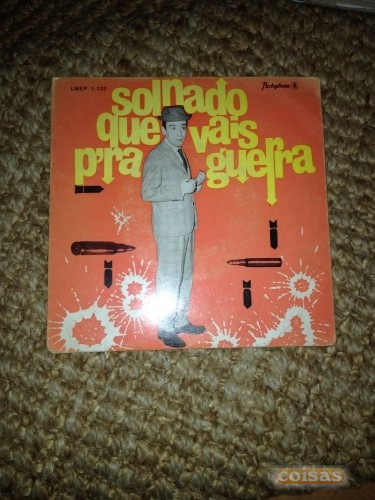 LMEP 1.135
Parlophone
soldado
que vais
p'ra guerra
coisas